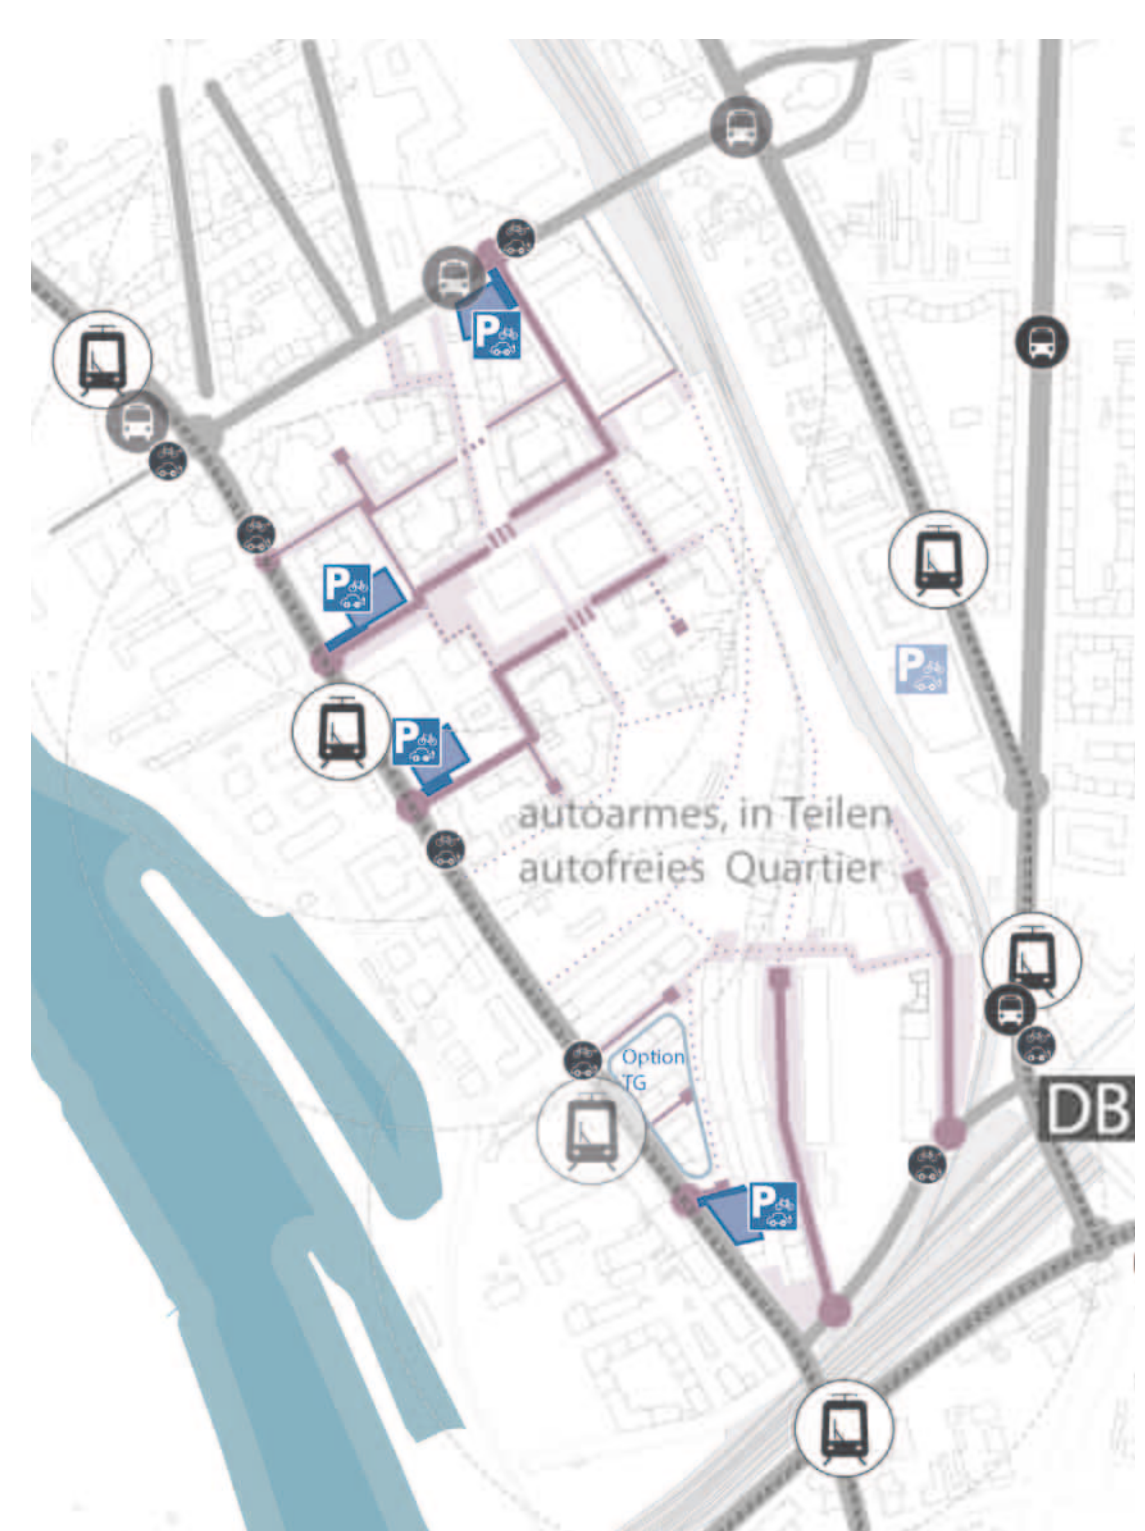 P
P
P
P
autoarmes, in Teilen
autofreies Quartier
Option
TG
DB
P